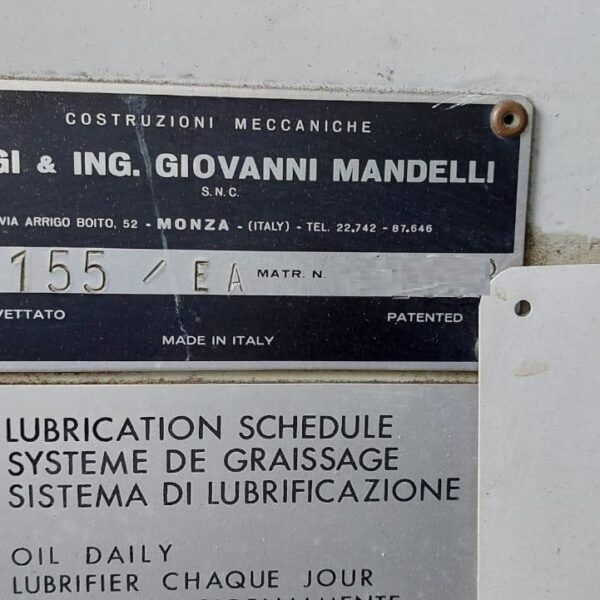 COSTRUZIONI MECCANICHE
GI & ING. GIOVANNI MANDELLI
S.N.C.
VIA ARRIGO BOITO, 52 - MONZA - (ITALY) - TEL. 22.742 - 87.646
155 / EA MATR. N.
VETTATO PATENTED
MADE IN ITALY
LUBRICATION SCHEDULE
SYSTEME DE GRAISSAGE
SISTEMA DI LUBRIFICAZIONE
OIL DAILY
LUBRIFIER CHAQUE JOUR